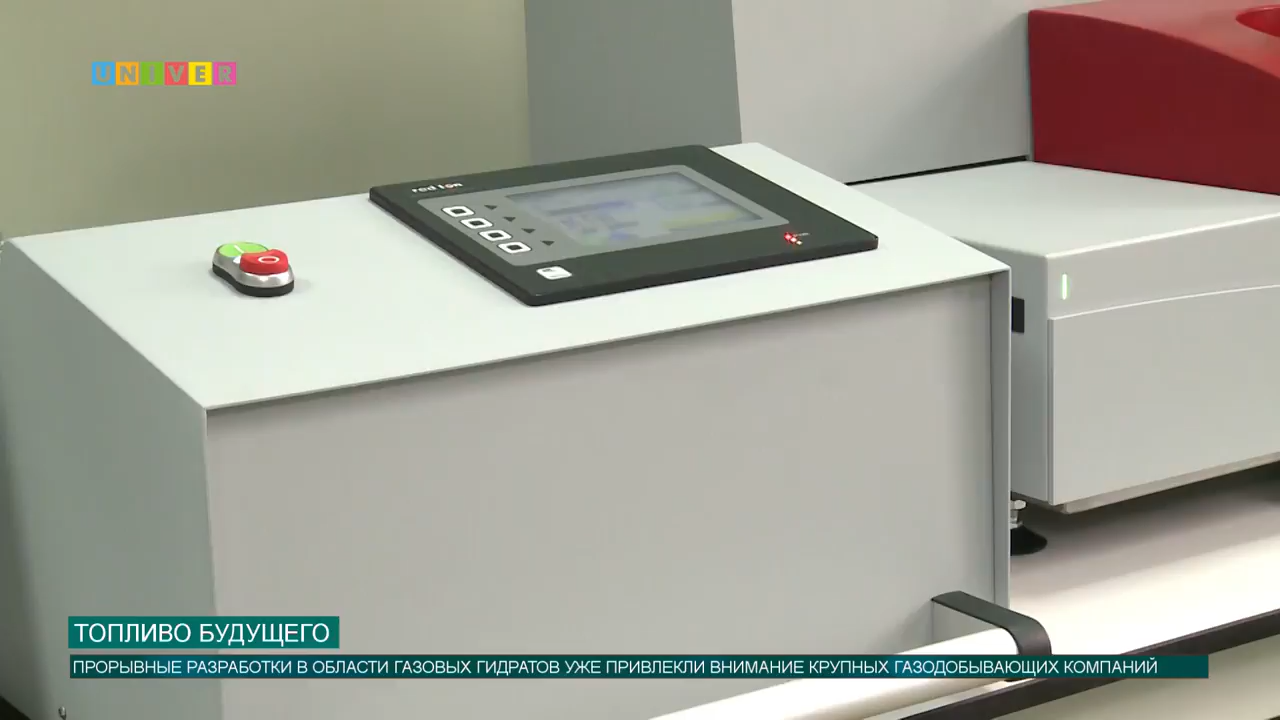 UNIVER
red lion
ТОПЛИВО БУДУЩЕГО
ПРОРЫВНЫЕ РАЗРАБОТКИ В ОБЛАСТИ ГАЗОВЫХ ГИДРАТОВ УЖЕ ПРИВЛЕКЛИ ВНИМАНИЕ КРУПНЫХ ГАЗОДОБЫВАЮЩИХ КОМПАНИЙ